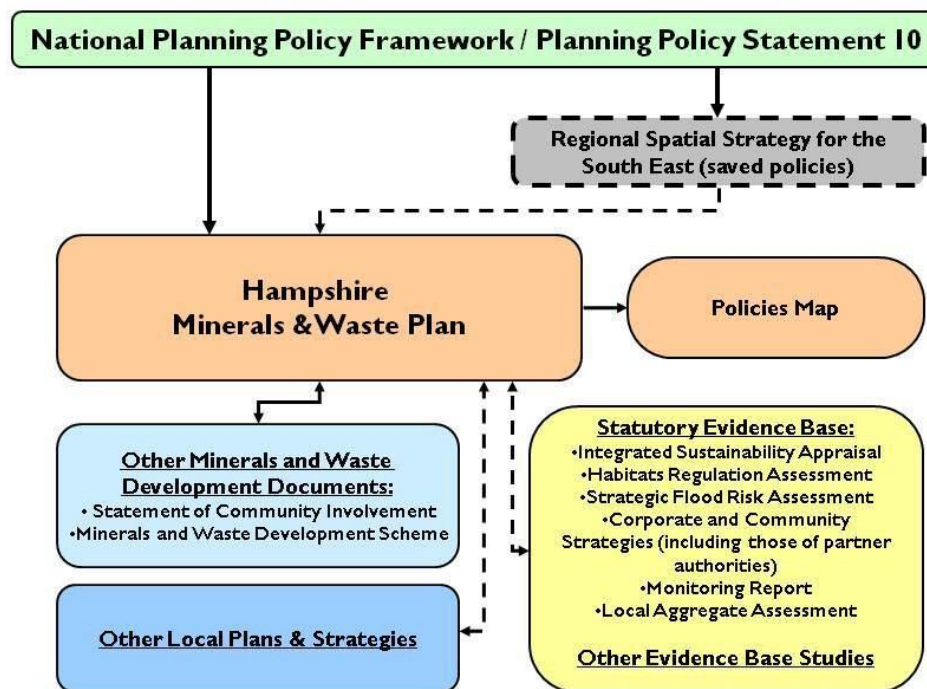 National Planning Policy Framework / Planning Policy Statement 10
Regional Spatial Strategy for the
South East (saved policies)
Hampshire
Minerals & Waste Plan
Policies Map
Other Minerals and Waste
Development Documents:
• Statement of Community Involvement
•Minerals and Waste Development Scheme
Other Local Plans & Strategies
Statutory Evidence Base:
•Integrated Sustainability Appraisal
•Habitats Regulation Assessment
•Strategic Flood Risk Assessment
•Corporate and Community
Strategies (including those of partner
authorities)
•Monitoring Report
•Local Aggregate Assessment
Other Evidence Base Studies